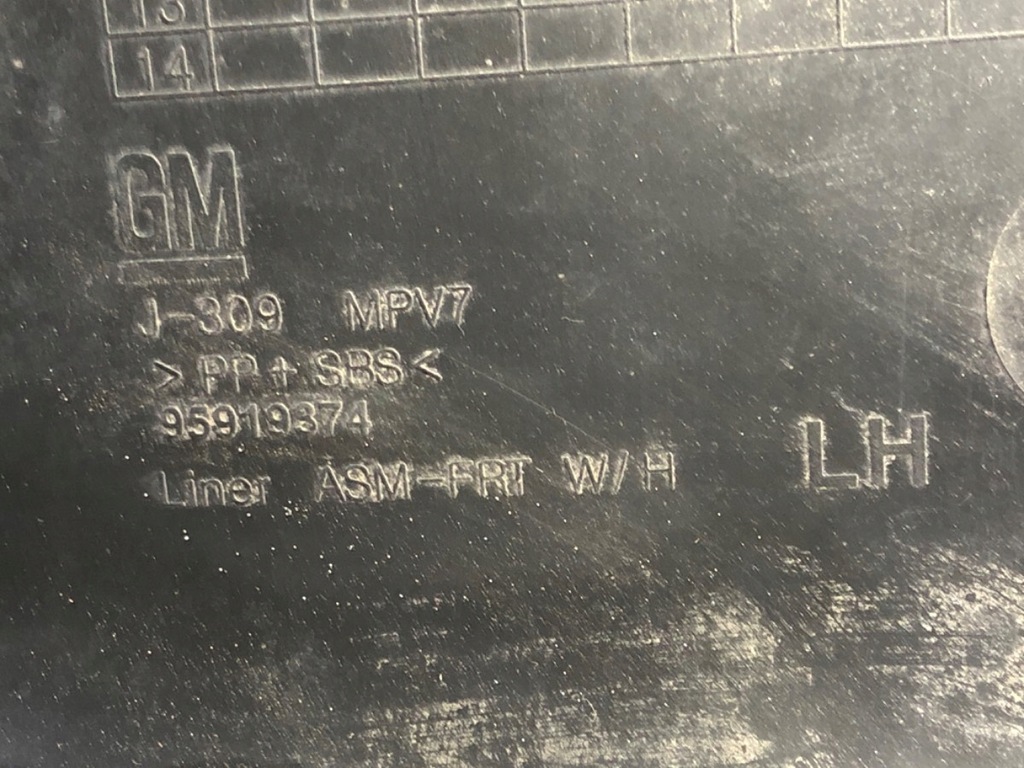 13
14
GM
J-309 MPV7
>PP+SBS<
95919374
Liner ASM-FRT W/H
LH